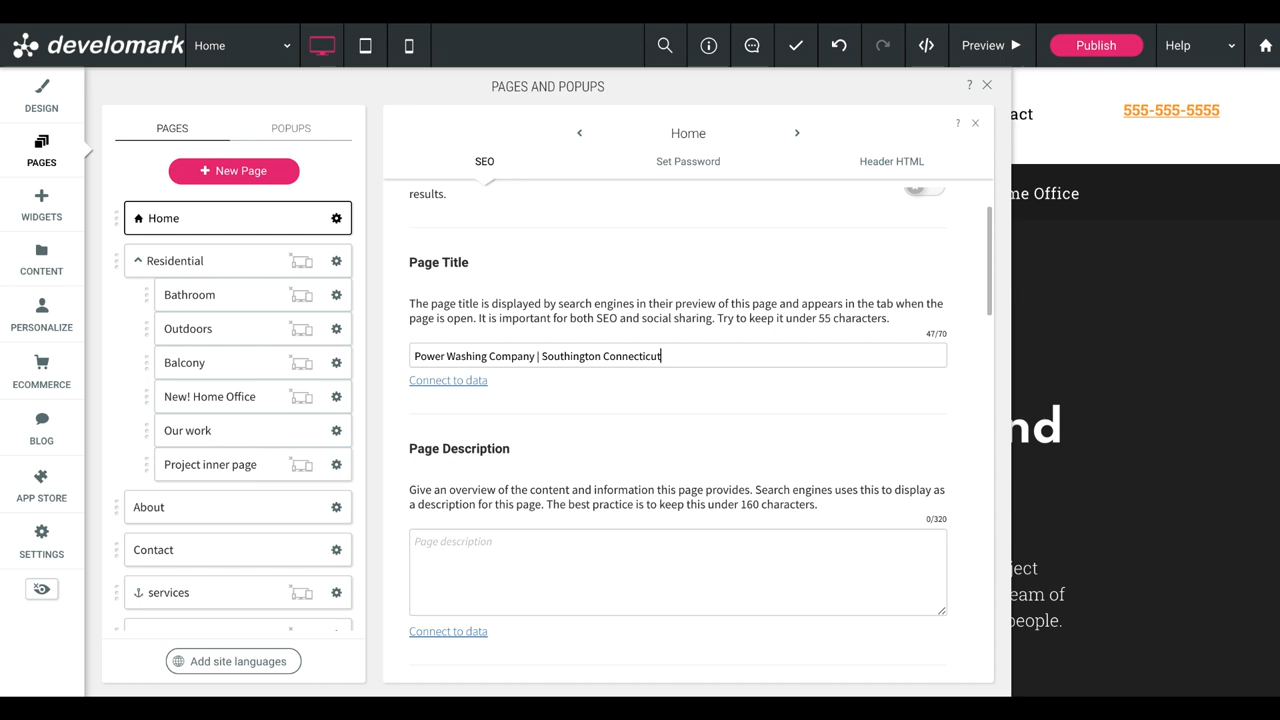 develomark
Home
Preview
Publish
Help
DESIGN
PAGES
WIDGETS
CONTENT
PERSONALIZE
ECOMMERCE
BLOG
APP STORE
SETTINGS
PAGES AND POPUPS
?
PAGES
POPUPS
+ New Page
Home
Residential
Bathroom
Outdoors
Balcony
New! Home Office
Our work
Project inner page
About
Contact
services
Add site languages
Home
?
SEO
Set Password
Header HTML
results.
Page Title
The page title is displayed by search engines in their preview of this page and appears in the tab when the
page is open. It is important for both SEO and social sharing. Try to keep it under 55 characters.
47/70
Power Washing Company | Southington Connecticut
Connect to data
Page Description
Give an overview of the content and information this page provides. Search engines uses this to display as
a description for this page. The best practice is to keep this under 160 characters.
0/320
Page description
Connect to data
act
555-555-5555
me Office
nd
ject
eam of
people.